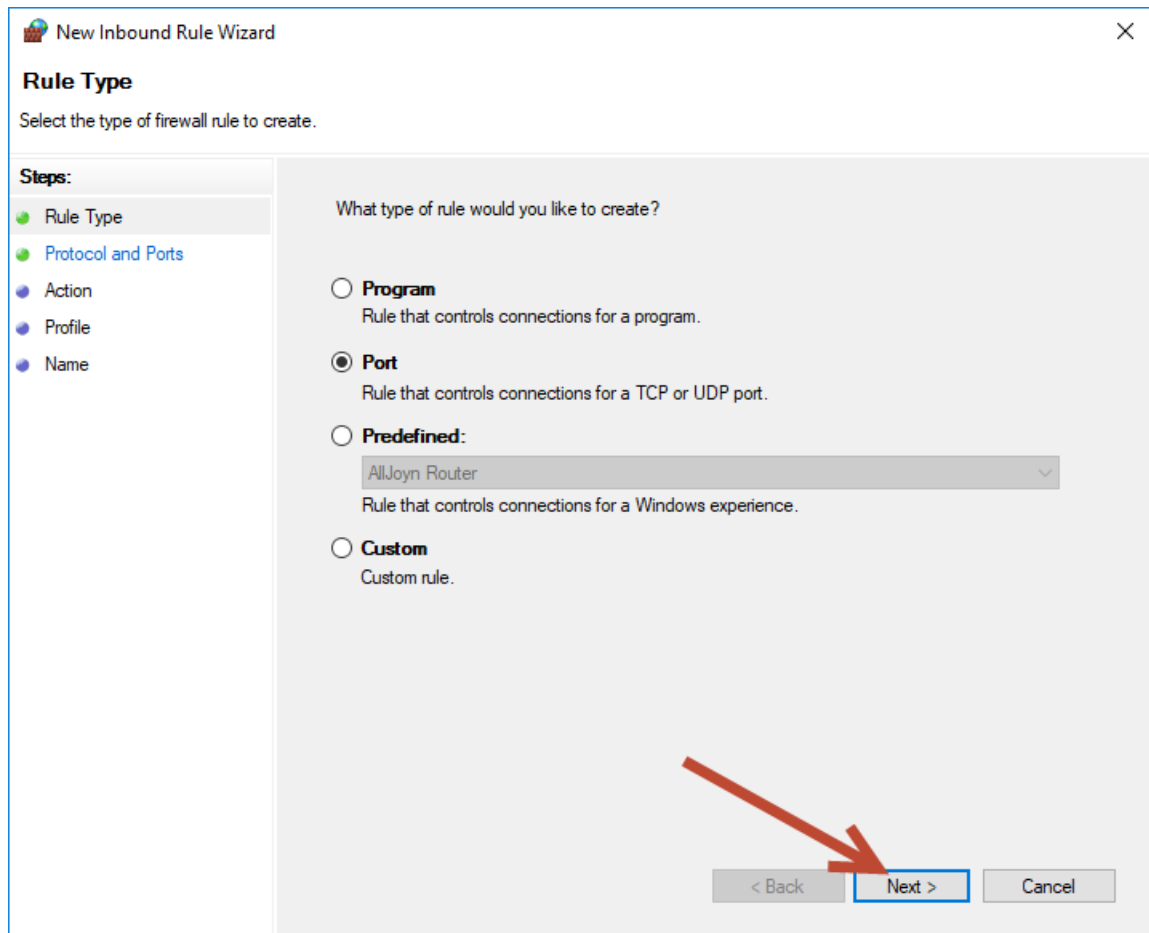 New Inbound Rule Wizard
Rule Type
Select the type of firewall rule to create.
Steps:
Rule Type
Protocol and Ports
Action
Profile
Name
What type of rule would you like to create?
Program
Rule that controls connections for a program.
Port
Rule that controls connections for a TCP or UDP port.
Predefined:
AllJoyn Router
Rule that controls connections for a Windows experience.
Custom
Custom rule.
< Back Next > Cancel